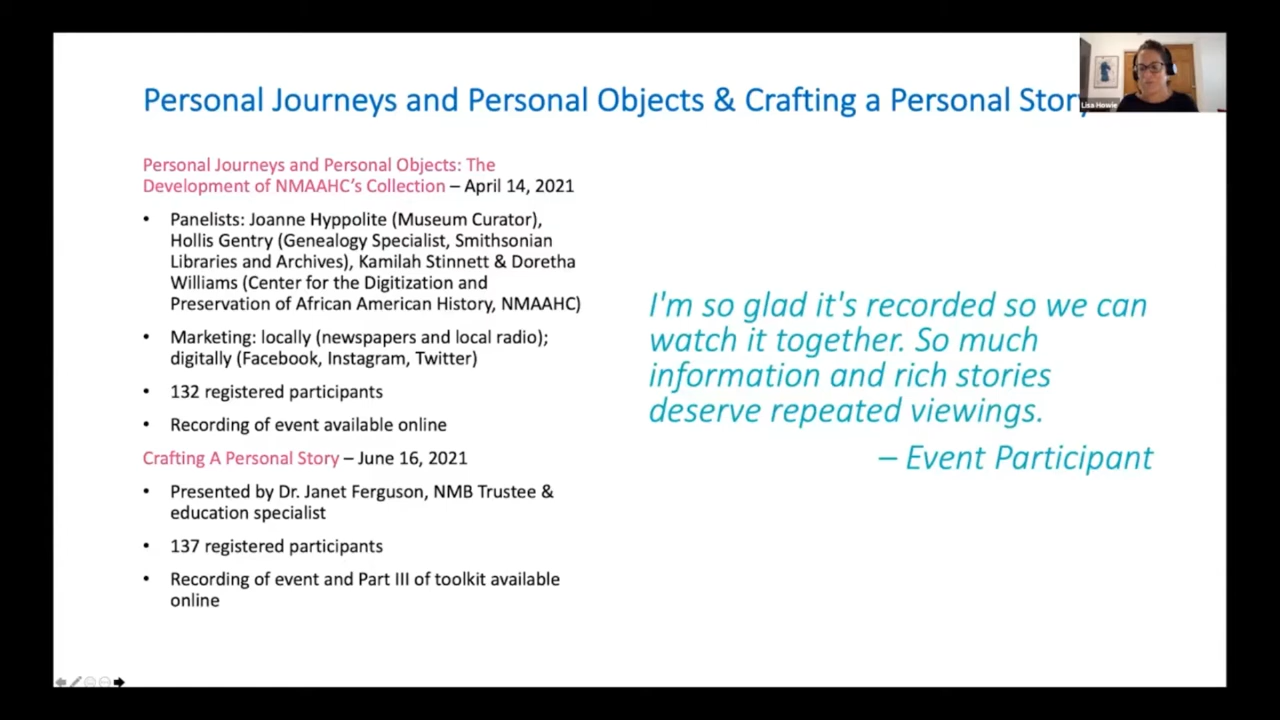 Personal Journeys and Personal Objects & Crafting a Personal Story
Lisa Howie
Personal Journeys and Personal Objects: The
Development of NMAAHC's Collection – April 14, 2021
• Panelists: Joanne Hyppolite (Museum Curator),
Hollis Gentry (Genealogy Specialist, Smithsonian
Libraries and Archives), Kamilah Stinnett & Doretha
Williams (Center for the Digitization and
Preservation of African American History, NMAAHC)
• Marketing: locally (newspapers and local radio);
digitally (Facebook, Instagram, Twitter)
• 132 registered participants
• Recording of event available online
Crafting A Personal Story – June 16, 2021
• Presented by Dr. Janet Ferguson, NMB Trustee &
education specialist
• 137 registered participants
• Recording of event and Part III of toolkit available
online
I'm so glad it's recorded so we can
watch it together. So much
information and rich stories
deserve repeated viewings.
– Event Participant